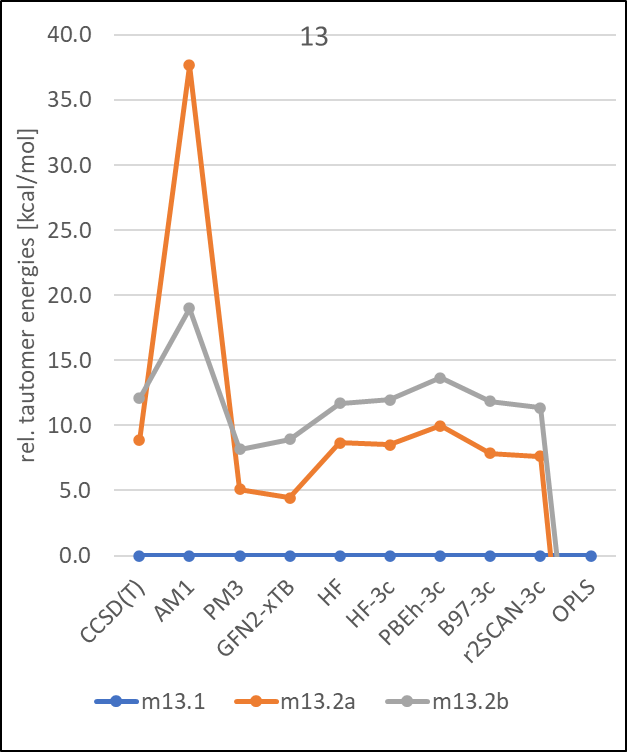 13
rel. tautomer energies [kcal/mol]
40.0
35.0
30.0
25.0
20.0
15.0
10.0
5.0
0.0
CCSD(T)
AM1
PM3
GFN2-xTB
HF
HF-3c
PBEh-3c
B97-3c
r2SCAN-3c
OPLS
m13.1 m13.2a m13.2b